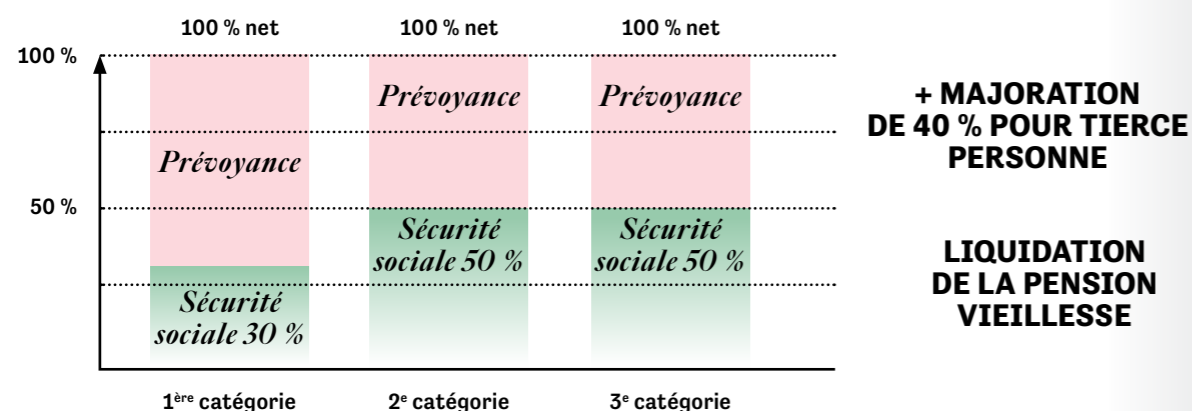 100 % net
100 % net
100 % net
100 %
Prévoyance
Prévoyance
Prévoyance
50 %
Sécurité
sociale 30 %
Sécurité
sociale 50 %
Sécurité
sociale 50 %
1ère catégorie
2e catégorie
3e catégorie
+ MAJORATION
DE 40 % POUR TIERCE
PERSONNE
LIQUIDATION
DE LA PENSION
VIEILLESSE